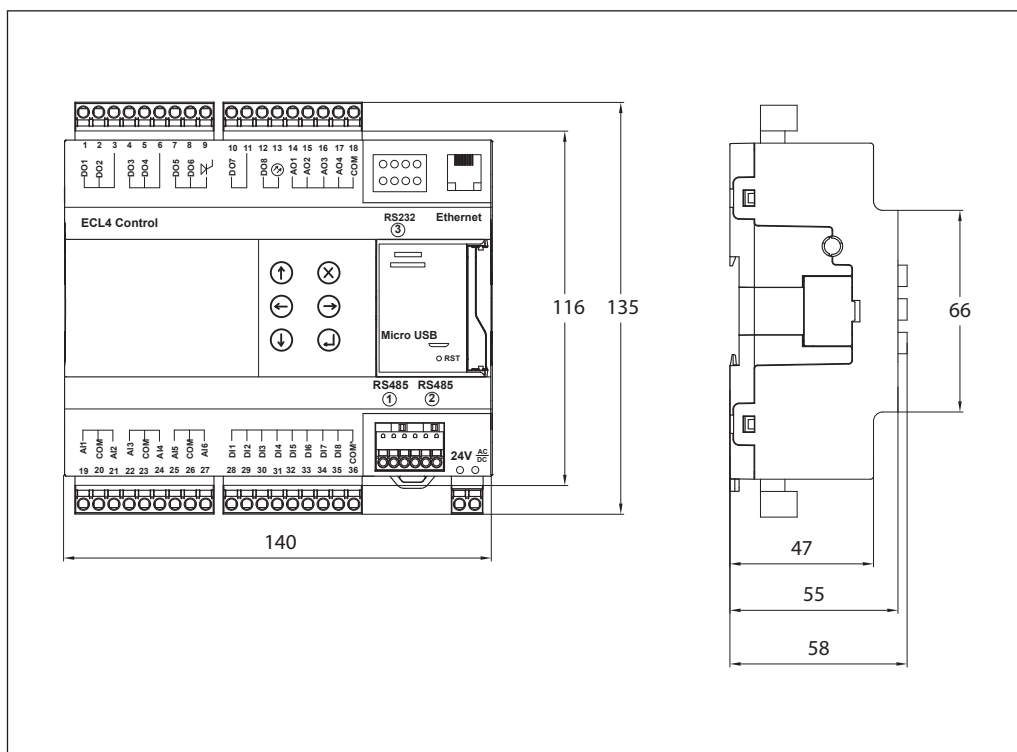 1 2 3 4 5 6 7 8 9 10 11 12 13 14 15 16 17 18
DO1 DO2 DO3 DO4 DO5 DO6 DO7 DO8 AO1 AO2 AO3 AO4 COM
ECL4 Control
RS232
3
Ethernet
Micro USB
RST
RS485 RS485
1 2
AI1 COM AI2 AI3 COM AI4 AI5 COM AI6 DI1 DI2 DI3 DI4 DI5 DI6 DI7 DI8 COM'
19 20 21 22 23 24 25 26 27 28 29 30 31 32 33 34 35 36
24V AC
DC
116
135
140
66
47
55
58